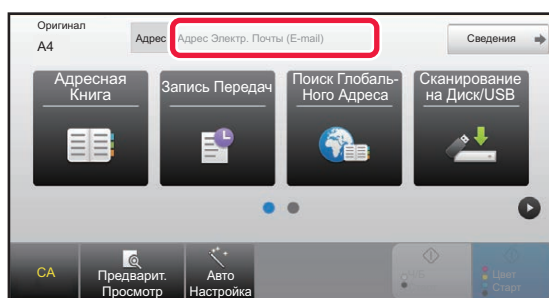 Оригинал
A4
Адрес
Адрес Электр. Почты (E-mail)
Сведения
Адресная
Книга
Запись Передач
Поиск Глобаль-
Ного Адреса
Сканирование
на Диск/USB
CA
Предварит.
Просмотр
Авто
Настройка
Ч/Б
Старт
Цвет
Старт